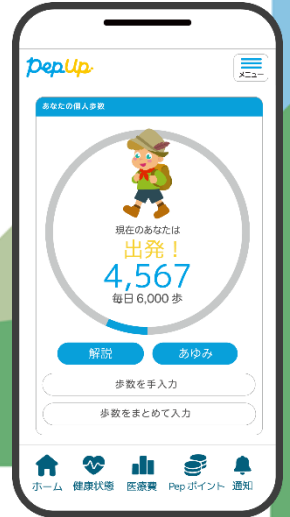 PepUp
メニュー
あなたの個人歩数
現在のあなたは
出発！
4,567
毎日 6,000 歩
解説
あゆみ
歩数を手入力
歩数をまとめて入力
ホーム
健康状態
医療費
Pep ポイント
通知